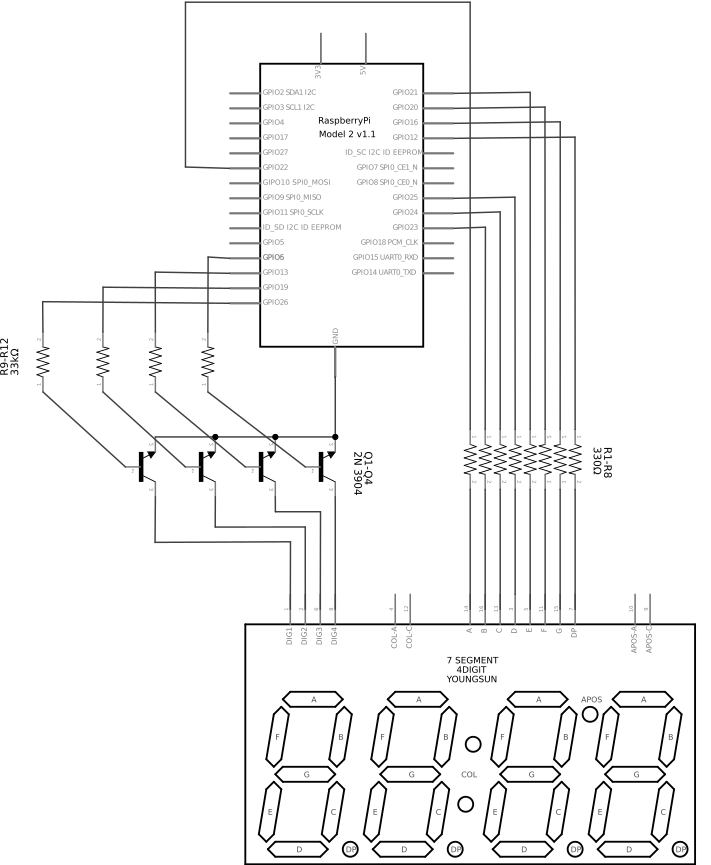 3V3
5V
GPIO2 SDA1 I2C
GPIO3 SCL1 I2C
GPIO4
GPIO17
GPIO27
GPIO22
GIPO10 SPI0_MOSI
GPIO9 SPI0_MISO
GPIO11 SPI0_SCLK
ID_SD I2C ID EEPROM
GPIO5
GPIO6
GPIO13
GPIO19
GPIO26
RaspberryPi
Model 2 v1.1
GPIO21
GPIO20
GPIO16
GPIO12
ID_SC I2C ID EEPROM
GPIO7 SPI0_CE1_N
GPIO8 SPI0_CE0_N
GPIO25
GPIO24
GPIO23
GPIO18 PCM_CLK
GPIO15 UART0_RXD
GPIO14 UART0_TXD
GND
R9-R12
33kΩ
Q1-Q4
2N 3904
R1-R8
330Ω
DIG1
DIG2
DIG3
DIG4
COL-A
COL-C
A
B
C
D
E
F
G
DP
APOS-A
APOS-C
7 SEGMENT
4DIGIT
YOUNGSUN
A
F
B
G
E
C
D
DP
A
F
B
G
E
C
D
DP
COL
A
F
B
G
E
C
D
DP
APOS
A
F
B
G
E
C
D
DP